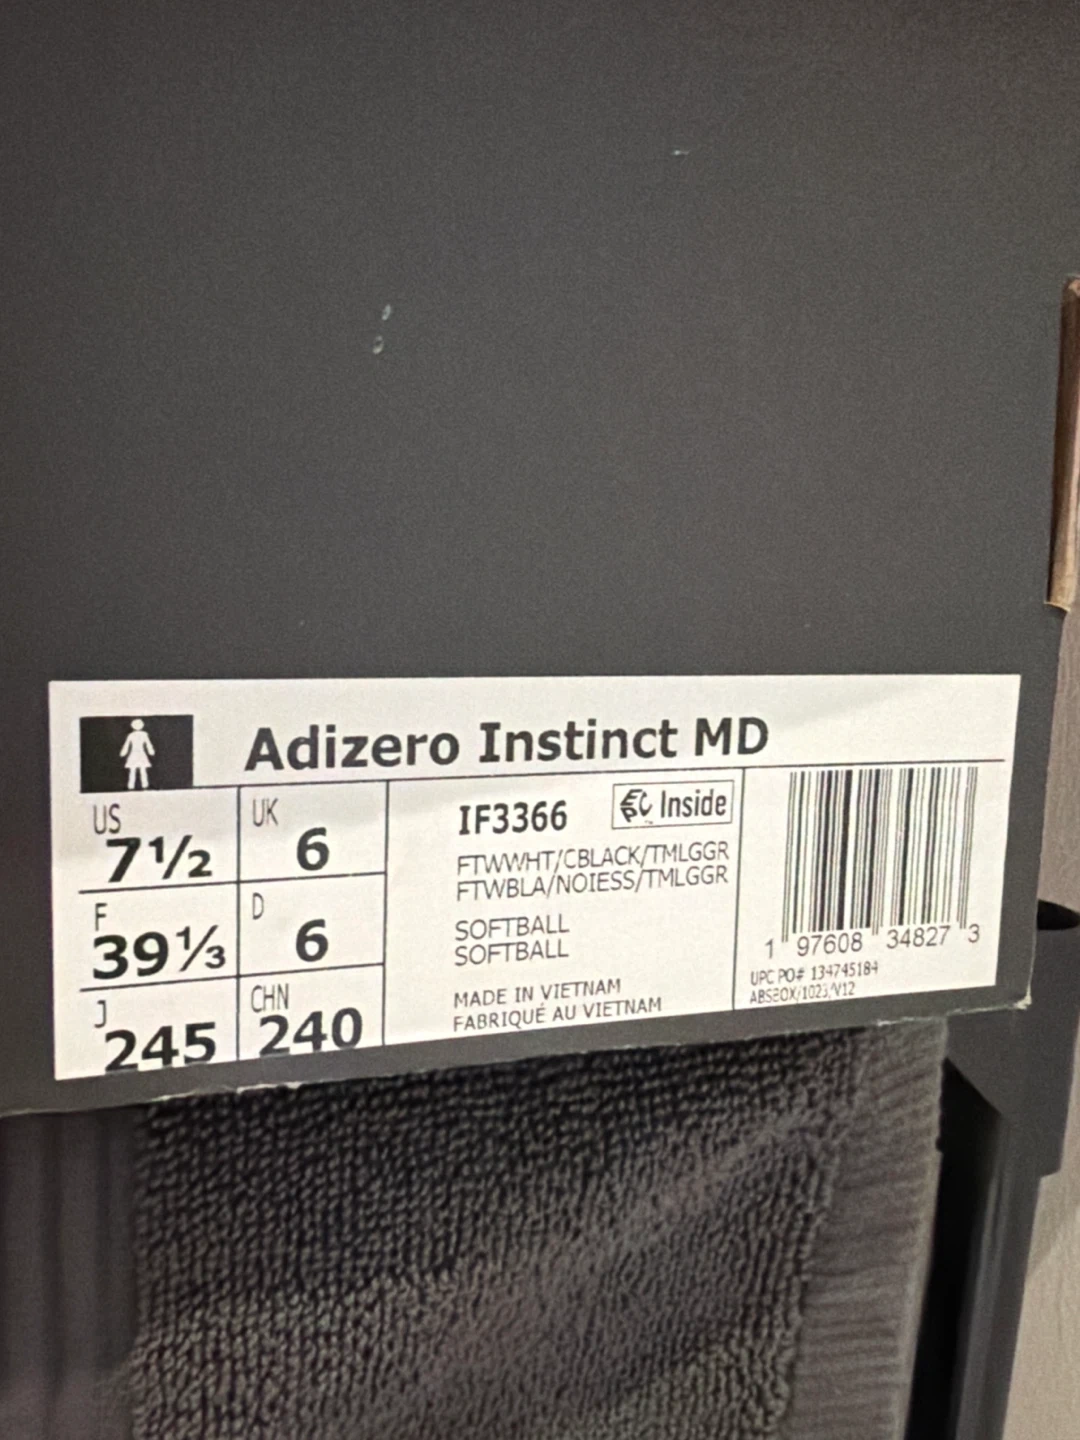 Adizero Instinct MD
US
7½
UK
6
F
39⅓
D
6
J
245
CHN
240
IF3366
Inside
FTWWHT/CBLACK/TMLGGR
FTWBLA/NOIESS/TMLGGR
SOFTBALL
SOFTBALL
MADE IN VIETNAM
FABRIQUÉ AU VIETNAM
1 97608 34827 3
UPC PO# 134745184